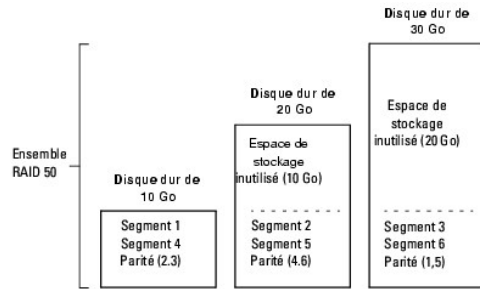 Disque dur de
30 Go
Disque dur de
20 Go
Espace de
stockage
inutilisé (20 Go)
Espace de
stockage
inutilisé (10 Go)
Ensemble
RAID 50
Disque dur de
10 Go
Segment 1
Segment 4
Parité (2.3)
Segment 2
Segment 5
Parité (4.6)
Segment 3
Segment 6
Parité (1,5)